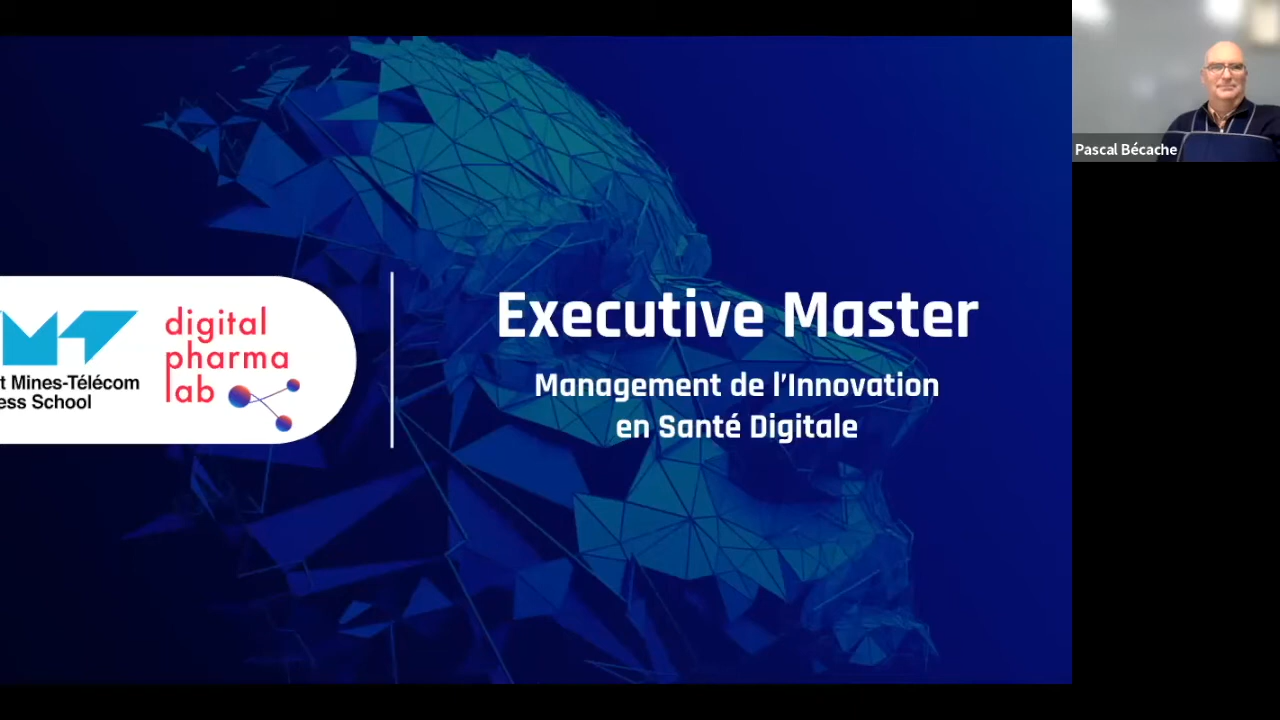 digital
pharma
lab
t Mines-Télécom
ess School
Executive Master
Management de l'Innovation
en Santé Digitale
Pascal Bécache